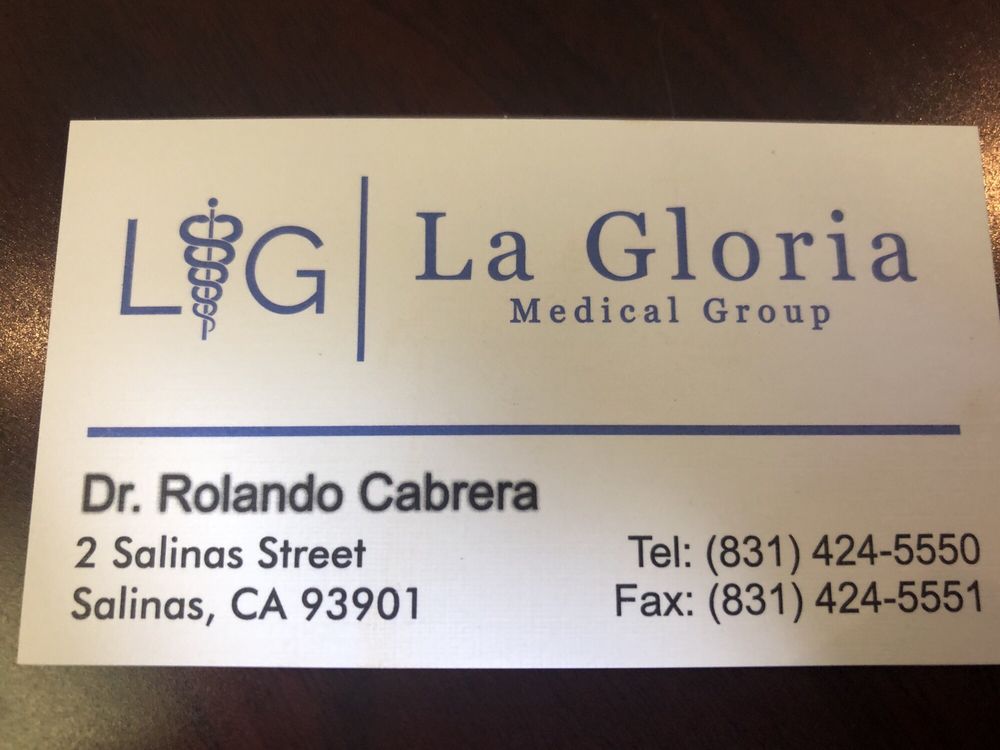 LG
La Gloria
Medical Group
Dr. Rolando Cabrera
2 Salinas Street
Salinas, CA 93901
Tel: (831) 424-5550
Fax: (831) 424-5551